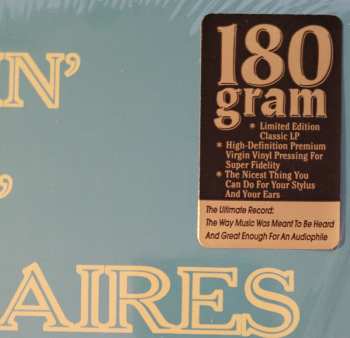 IN'
'
AIRES
180
gram
* Limited Edition
Classic LP
* High-Definition Premium
Virgin Vinyl Pressing For
Super Fidelity
* The Nicest Thing You
Can Do For Your Stylus
And Your Ears
The Ultimate Record:
The Way Music Was Meant To Be Heard
And Great Enough For An Audiophile